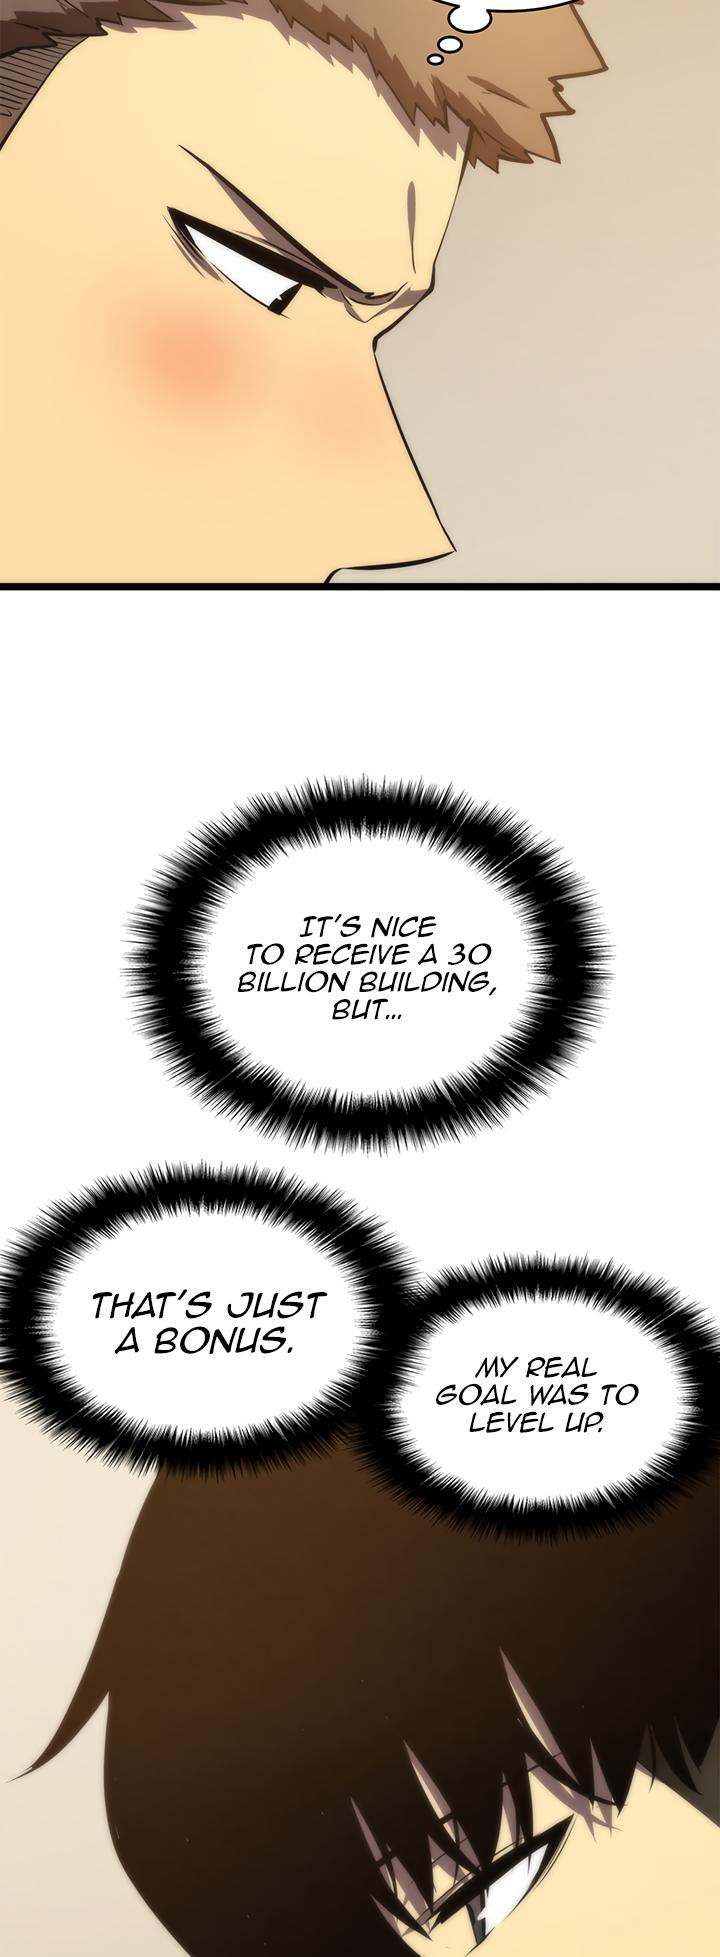 IT'S NICE
TO RECEIVE A 30
BILLION BUILDING,
BUT...
THAT'S JUST
A BONUS.
MY REAL
GOAL WAS TO
LEVEL UP.